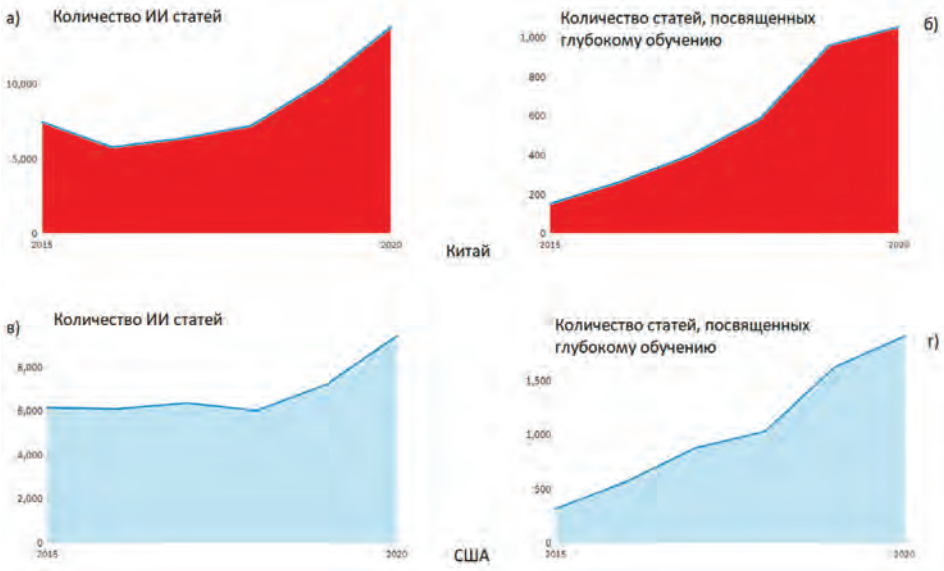 а)
Количество ИИ статей
10,000
5,000
0
2015
2020
Количество статей, посвященных
глубокому обучению
б)
1,000
800
600
400
200
0
2015
2020
Китай
в)
Количество ИИ статей
8,000
6,000
4,000
2,000
0
2015
2020
Количество статей, посвященных
глубокому обучению
г)
1,500
1,000
500
0
2015
2020
США